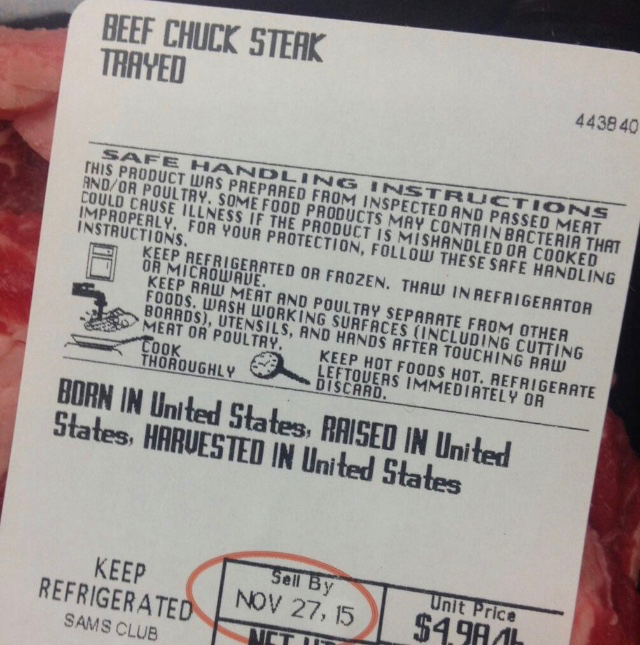 BEEF CHUCK STEAK
TRAYED
443840
SAFE HANDLING INSTRUCTIONS
THIS PRODUCT WAS PREPARED FROM INSPECTED AND PASSED MEAT
AND/OR POULTRY. SOME FOOD PRODUCTS MAY CONTAIN BACTERIA THAT
COULD CAUSE ILLNESS IF THE PRODUCT IS MISHANDLED OR COOKED
IMPROPERLY. FOR YOUR PROTECTION, FOLLOW THESE SAFE HANDLING
INSTRUCTIONS.
KEEP REFRIGERATED OR FROZEN. THAW IN REFRIGERATOR
OR MICROWAVE.
KEEP RAW MEAT AND POULTRY SEPARATE FROM OTHER
FOODS. WASH WORKING SURFACES (INCLUDING CUTTING
BOARDS), UTENSILS, AND HANDS AFTER TOUCHING RAW
MEAT OR POULTRY.
COOK
THOROUGHLY
KEEP HOT FOODS HOT. REFRIGERATE
LEFTOVERS IMMEDIATELY OR
DISCARD.
BORN IN United States, RAISED IN United
States, HARVESTED IN United States
KEEP
REFRIGERATED
SAMS CLUB
Sell By
NOV 27, 15
Unit Price
NET